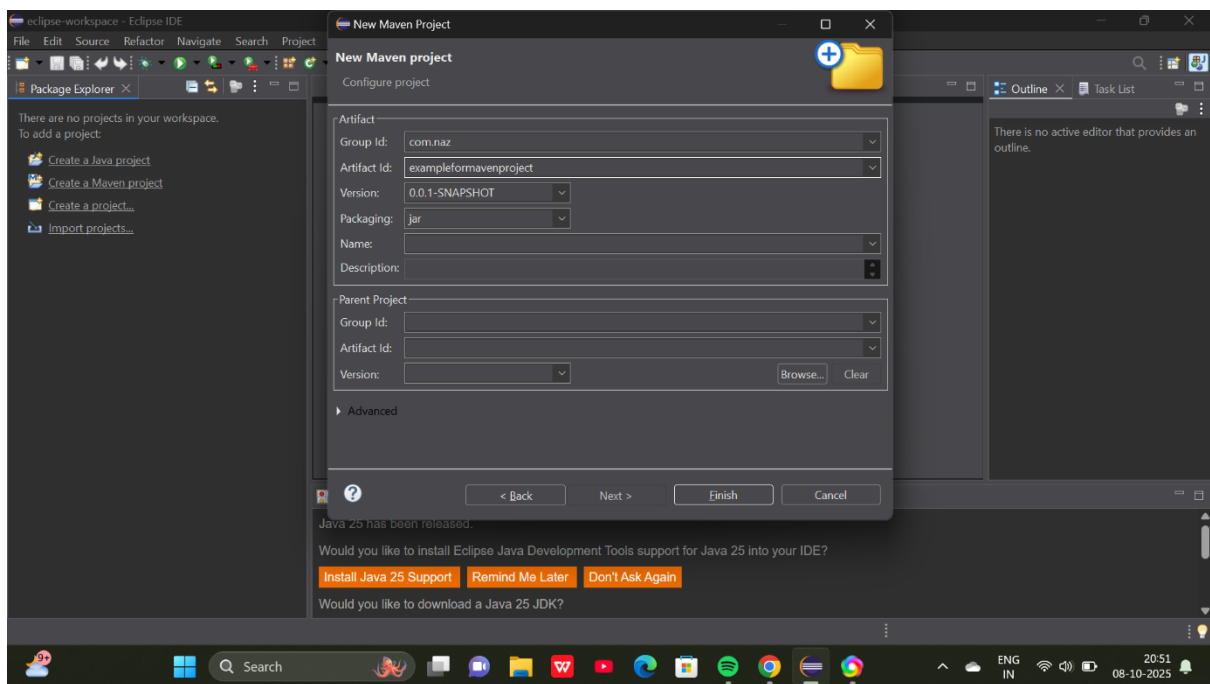 eclipse-workspace - Eclipse IDE
File Edit Source Refactor Navigate Search Project
Package Explorer
There are no projects in your workspace.
To add a project:
Create a Java project
Create a Maven project
Create a project...
Import projects...
New Maven Project
New Maven project
Configure project
Artifact
Group Id: com.naz
Artifact Id: exampleformavenproject
Version: 0.0.1-SNAPSHOT
Packaging: jar
Name:
Description:
Parent Project
Group Id:
Artifact Id:
Version:
Browse... Clear
Advanced
< Back Next > Finish Cancel
Outline Task List
There is no active editor that provides an
outline.
Java 25 has been released.
Would you like to install Eclipse Java Development Tools support for Java 25 into your IDE?
Install Java 25 Support Remind Me Later Don't Ask Again
Would you like to download a Java 25 JDK?
9+
Search
W
ENG
IN
20:51
08-10-2025